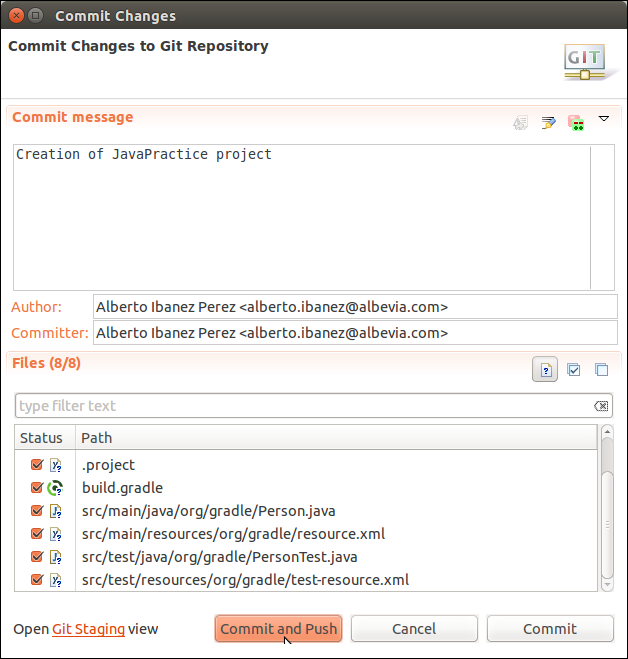 Commit Changes
Commit Changes to Git Repository
GIT
Commit message
Creation of JavaPractice project
Author: Alberto Ibanez Perez <alberto.ibanez@albevia.com>
Committer: Alberto Ibanez Perez <alberto.ibanez@albevia.com>
Files (8/8)
type filter text
Status Path
.project
build.gradle
src/main/java/org/gradle/Person.java
src/main/resources/org/gradle/resource.xml
src/test/java/org/gradle/PersonTest.java
src/test/resources/org/gradle/test-resource.xml
Open Git Staging view Commit and Push Cancel Commit